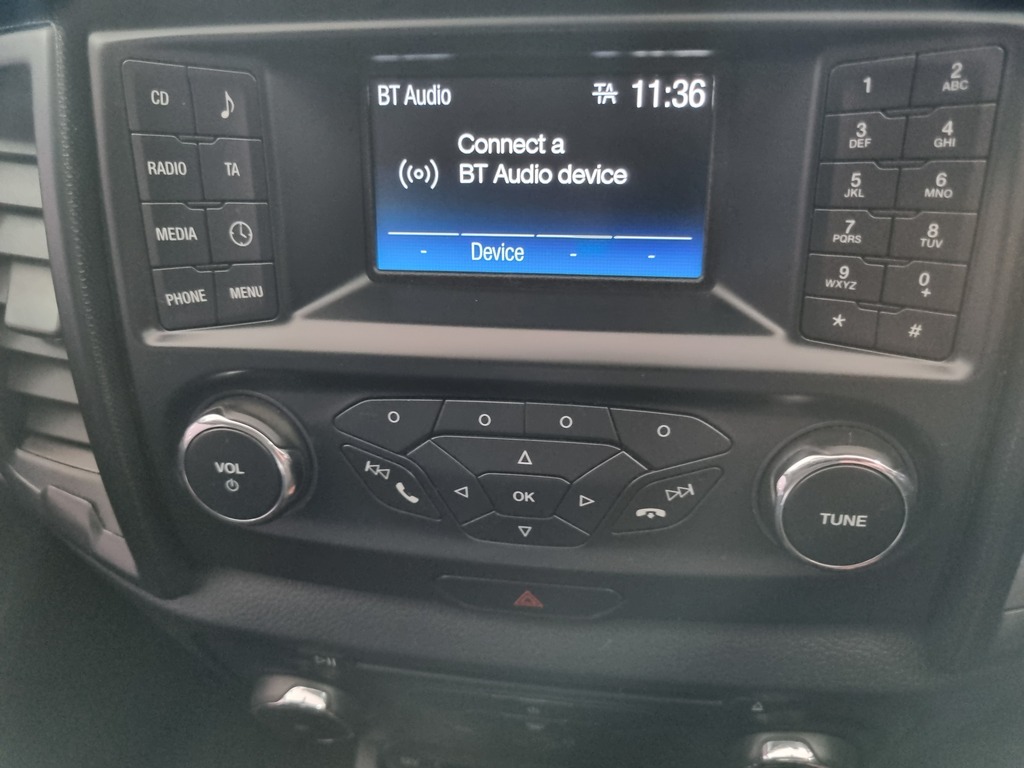 BT Audio TA 11:36
Connect a
BT Audio device
- Device - -
CD
RADIO TA
MEDIA
PHONE MENU
1 2 ABC
3 DEF 4 GHI
5 JKL 6 MNO
7 PQRS 8 TUV
9 WXYZ 0 +
* #
VOL
OK
TUNE